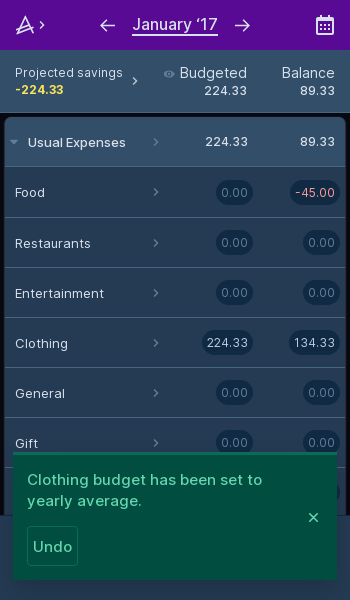 January ‘17
Projected savings
-224.33
Budgeted
224.33
Balance
89.33
Usual Expenses 224.33 89.33
Food 0.00 -45.00
Restaurants 0.00 0.00
Entertainment 0.00 0.00
Clothing 224.33 134.33
General 0.00 0.00
Gift 0.00 0.00
Clothing budget has been set to
yearly average.
Undo